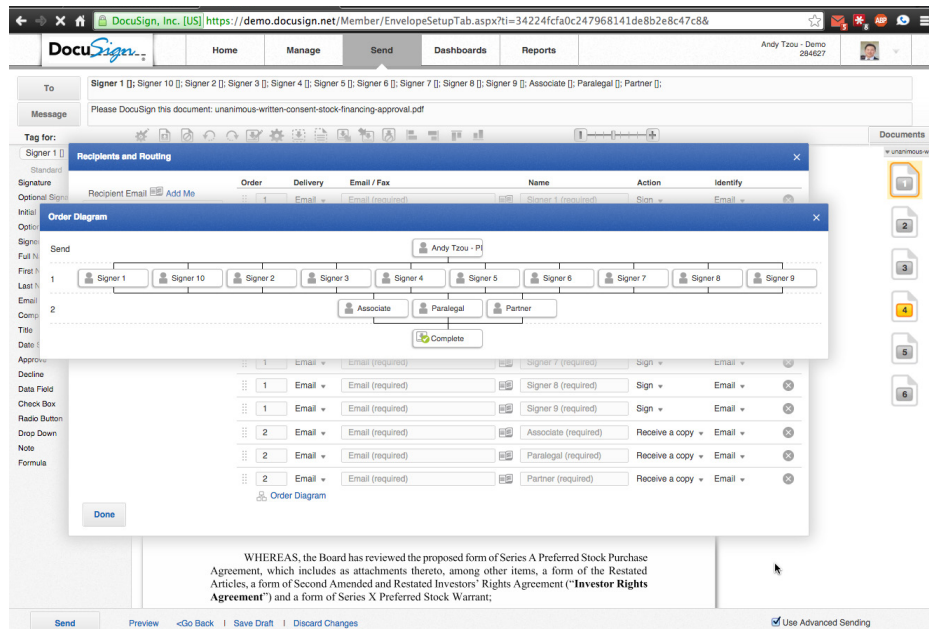 DocuSign, Inc. [US] https://demo.docusign.net/Member/EnvelopeSetupTab.aspx?ti=34224fcfa0c247968141de8b2e8c47c8&
DocuSign Home Manage Send Dashboards Reports Andy Tzou - Demo
284627
To Signer 1 []; Signer 10 []; Signer 2 []; Signer 3 []; Signer 4 []; Signer 5 []; Signer 6 []; Signer 7 []; Signer 8 []; Signer 9 []; Associate []; Paralegal []; Partner [];
Message Please DocuSign this document: unanimous-written-consent-stock-financing-approval.pdf
Tag for: 1 Documents
Signer 1 [] Recipients and Routing unanimous-w
Standard
Signature Order Delivery Email / Fax Name Action Identify
Optional Signa Recipient Email Add Me 1 Email Email (required) Signer 1 (required) Sign Email
1
Initial Order Diagram
Option
2
Signe
Send Andy Tzou - Pl
Full N
3
First N
1 Signer 1 Signer 10 Signer 2 Signer 3 Signer 4 Signer 5 Signer 6 Signer 7 Signer 8 Signer 9
Last N
Email
2 Associate Paralegal Partner
4
Comp
Title
Complete
Date
5
Approve 1 Email Email (required) Signer 7 (required) Sign Email
Decline
Data Field 1 Email Email (required) Signer 8 (required) Sign Email
6
Check Box
Radio Button 1 Email Email (required) Signer 9 (required) Sign Email
Drop Down 2 Email Email (required) Associate (required) Receive a copy Email
Note
Formula 2 Email Email (required) Paralegal (required) Receive a copy Email
2 Email Email (required) Partner (required) Receive a copy Email
Order Diagram
Done
WHEREAS, the Board has reviewed the proposed form of Series A Preferred Stock Purchase
Agreement, which includes as attachments thereto, among other items, a form of the Restated
Articles, a form of Second Amended and Restated Investors' Rights Agreement (“Investor Rights
Agreement”) and a form of Series X Preferred Stock Warrant;
Send Preview <Go Back | Save Draft | Discard Changes Use Advanced Sending